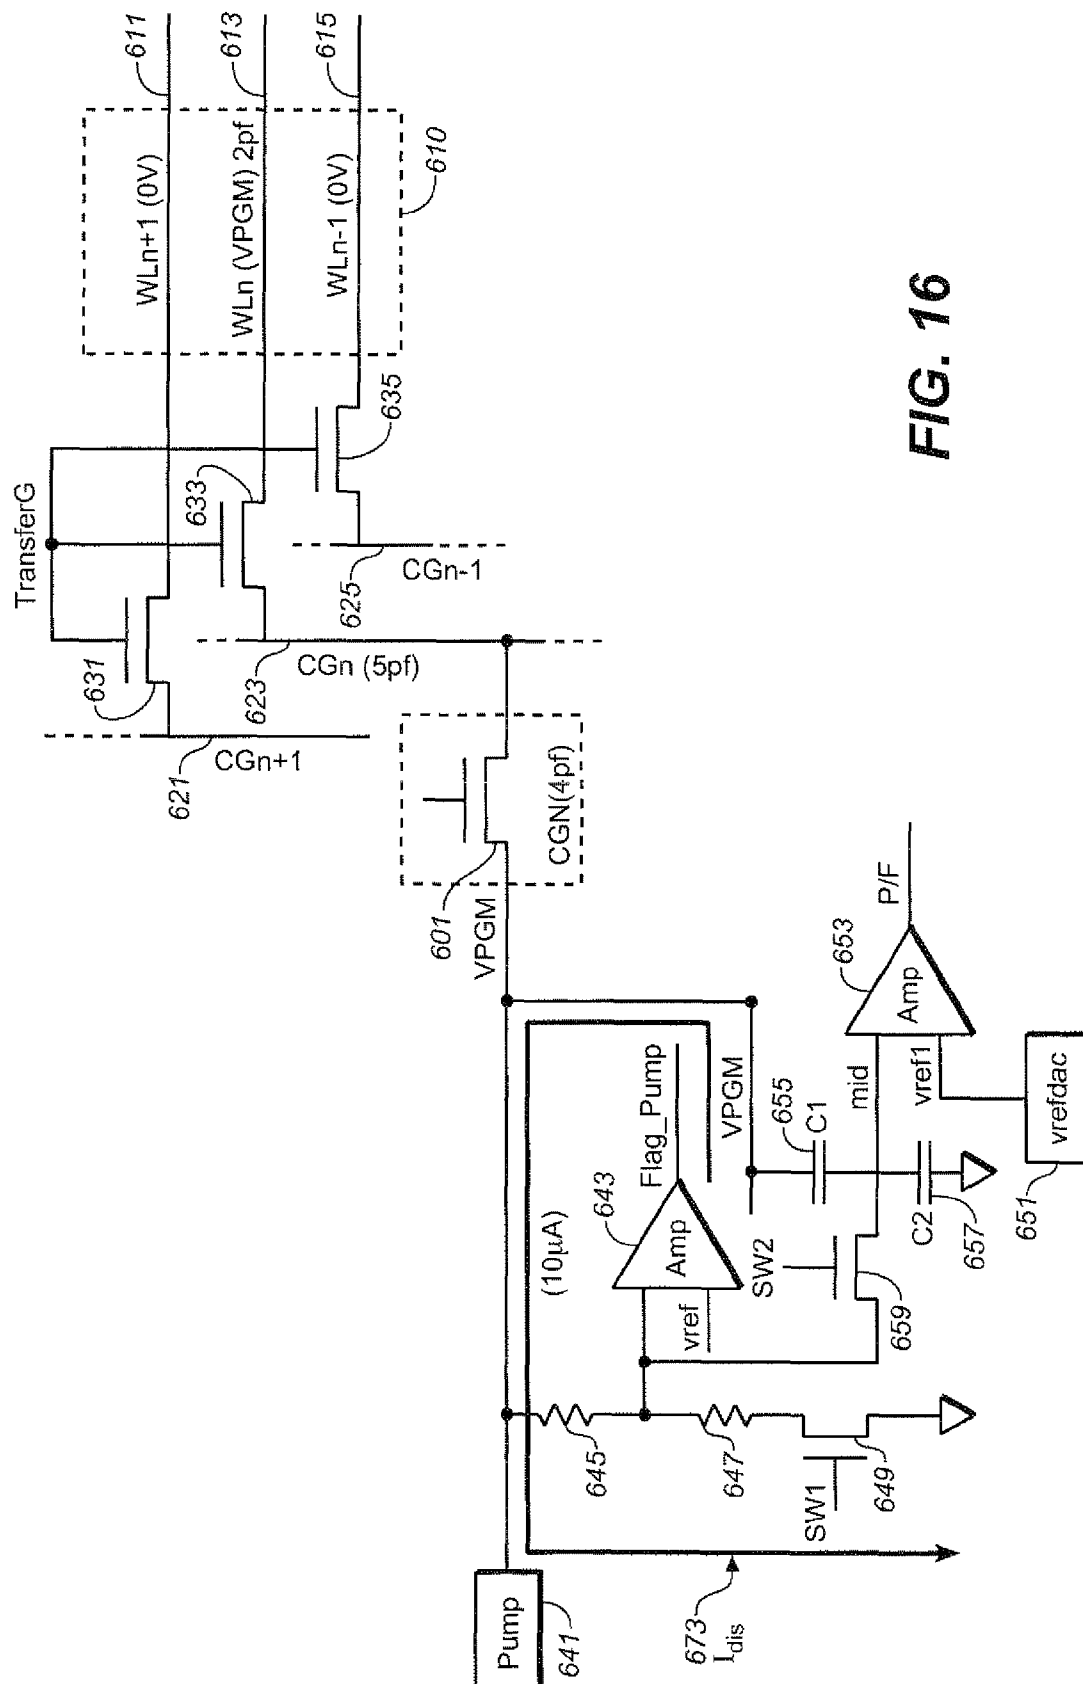 611
613
615
WLn+1 (0V)
WLn (VPGM) 2pf
WLn-1 (0V)
610
TransferG
631
633
635
621
CGn+1
623
CGn (5pf)
625
CGn-1
601
VPGM
CGN(4pf)
Pump
641
673
Idis
(10µA)
645
647
SW1
649
643
Amp
vref
Flag_Pump
VPGM
SW2
659
655
C1
C2
657
mid
vref1
653
Amp
P/F
vrefdac
651
FIG. 16